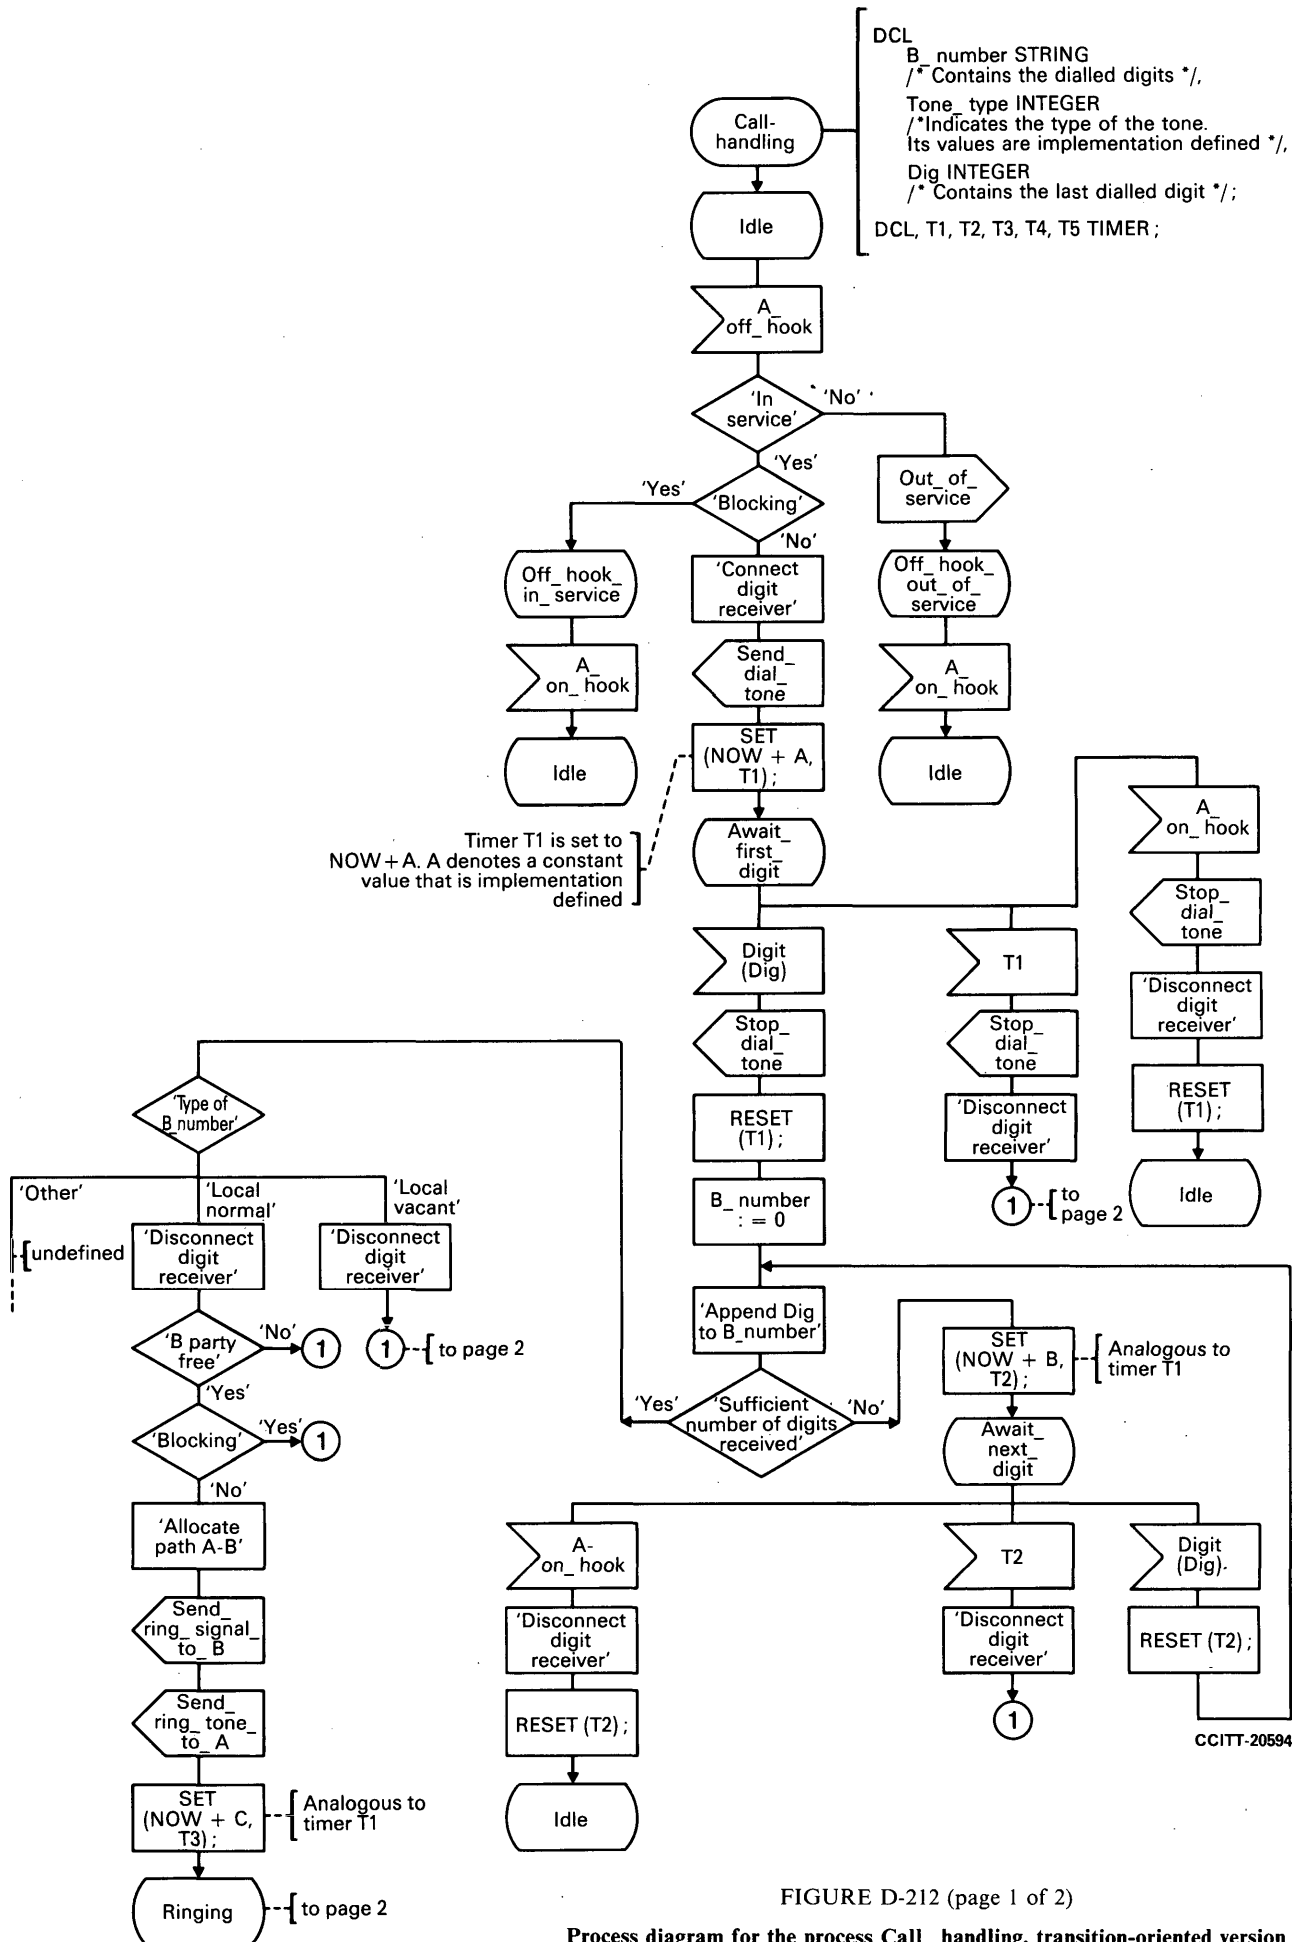 DCL
B_ number STRING
/* Contains the dialled digits */,
Tone_ type INTEGER
/*Indicates the type of the tone.
Its values are implementation defined */,
Dig INTEGER
/* Contains the last dialled digit */;
DCL, T1, T2, T3, T4, T5 TIMER ;
Call-
handling
Idle
A_
off_ hook
'In
service'
'No'
'Yes'
Out_ of_
service
'Yes'
'Blocking'
'No'
Off_ hook_
in_ service
'Connect
digit
receiver'
Off_ hook_
out_ of_
service
A_
on_ hook
Send_
dial_
tone
A_
on_ hook
Idle
SET
(NOW + A,
T1) ;
Idle
A_
on_ hook
Timer T1 is set to
NOW + A. A denotes a constant
value that is implementation
defined
Await_
first_
digit
Stop_
dial_
tone
Digit
(Dig)
T1
'Disconnect
digit
receiver'
Stop_
dial_
tone
Stop_
dial_
tone
RESET
(T1) ;
'Type of
B_number'
RESET
(T1) ;
'Disconnect
digit
receiver'
Idle
'Other'
'Local
normal'
'Local
vacant'
B_ number
: = 0
1
to
page 2
undefined
'Disconnect
digit
receiver'
'Disconnect
digit
receiver'
'Append Dig
to B_number'
SET
(NOW + B,
T2) ;
Analogous to
timer T1
'B party
free'
'No'
1
1
to page 2
'Yes'
'Yes'
'Sufficient
number of digits
received'
'No'
Await_
next_
digit
'Blocking'
'Yes'
1
'No'
'Allocate
path A-B'
A-
on_ hook
T2
Digit
(Dig)
Send_
ring_ signal_
to_ B
'Disconnect
digit
receiver'
'Disconnect
digit
receiver'
RESET (T2) ;
Send_
ring_ tone_
to_ A
RESET (T2) ;
1
CCITT-20594
SET
(NOW + C,
T3) ;
Analogous to
timer T1
Idle
Ringing
to page 2
FIGURE D-212 (page 1 of 2)
Process diagram for the process Call_ handling, transition-oriented version